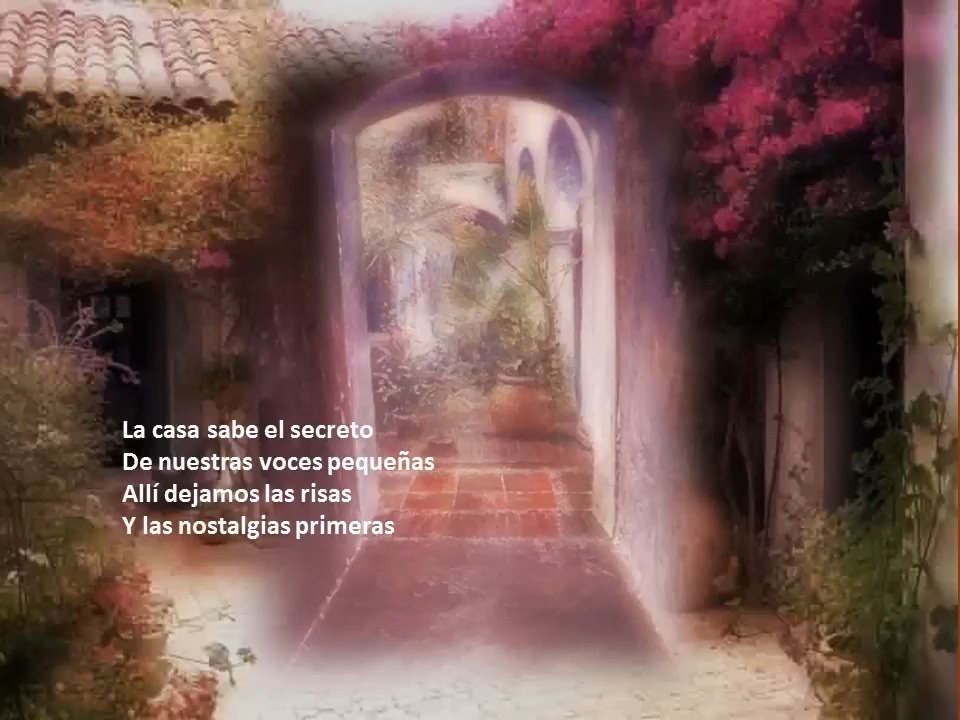 La casa sabe el secreto
De nuestras voces pequeñas
Allí dejamos las risas
Y las nostalgias primeras